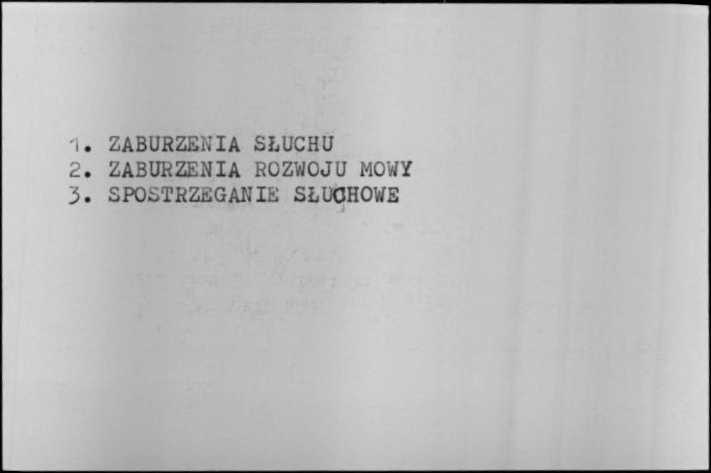 1. ZABURZENIA SŁUCHU
2. ZABURZENIA ROZWOJU MOWY
3. SPOSTRZEGANIE SŁUCHOWE